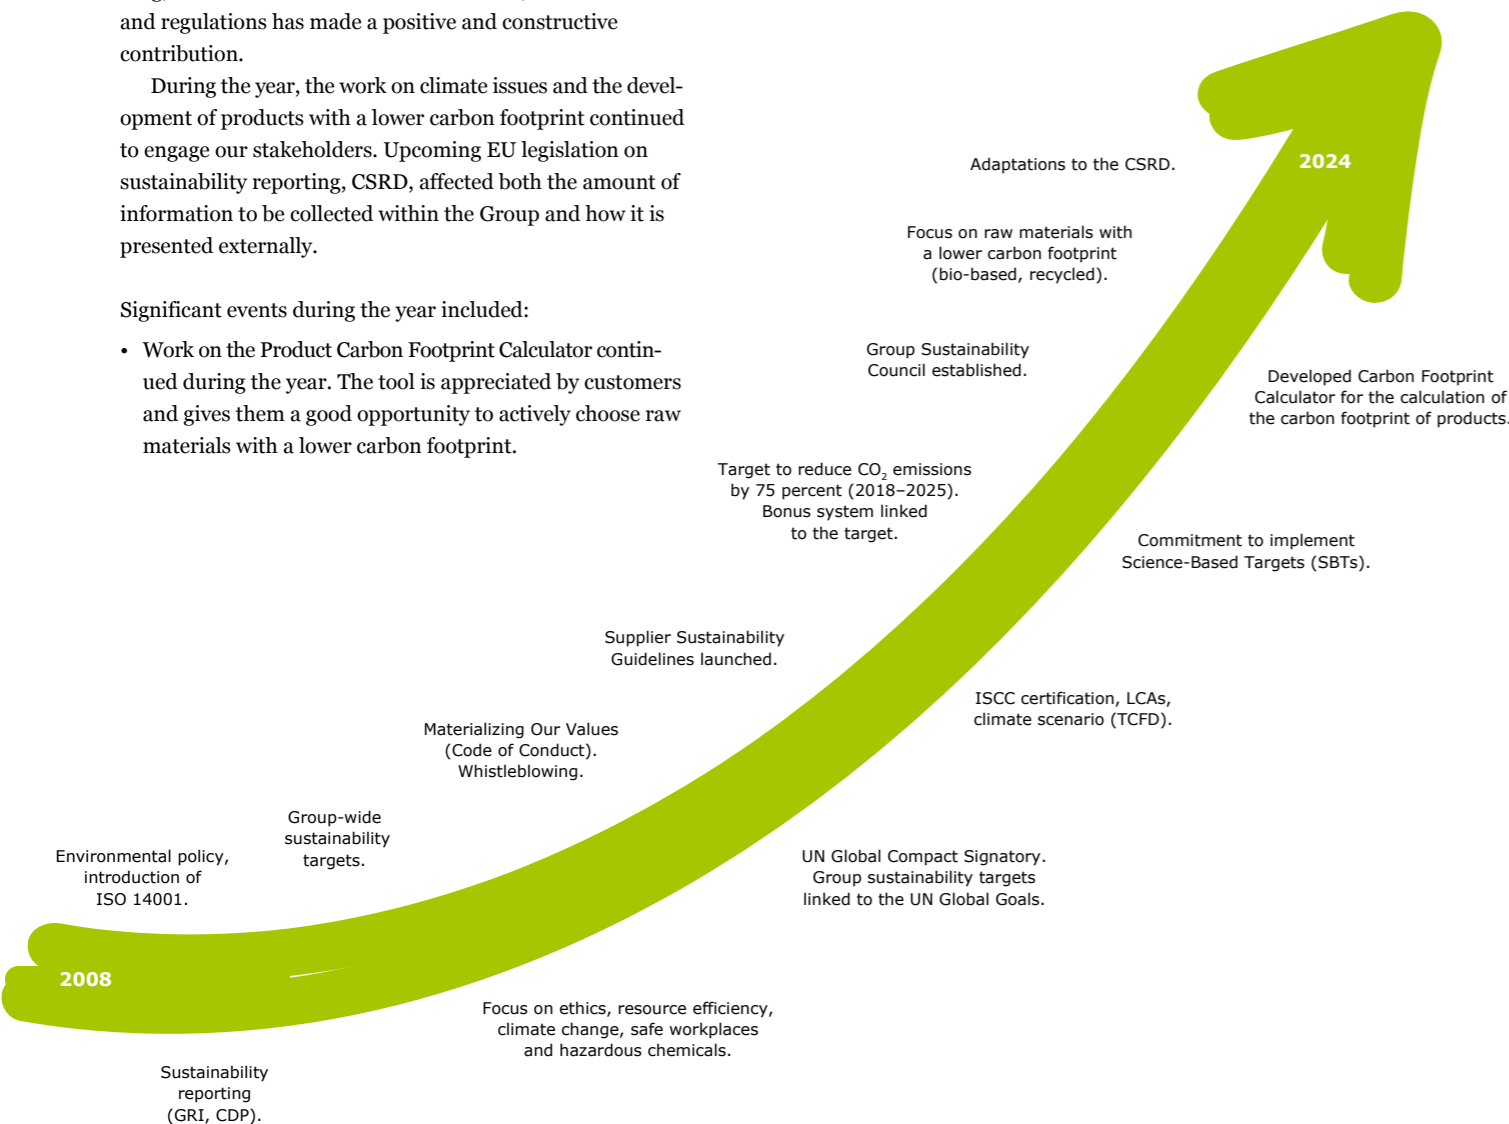 and regulations has made a positive and constructive
contribution.
During the year, the work on climate issues and the devel-
opment of products with a lower carbon footprint continued
to engage our stakeholders. Upcoming EU legislation on
sustainability reporting, CSRD, affected both the amount of
information to be collected within the Group and how it is
presented externally.
Significant events during the year included:
• Work on the Product Carbon Footprint Calculator contin-
ued during the year. The tool is appreciated by customers
and gives them a good opportunity to actively choose raw
materials with a lower carbon footprint.
2024
Adaptations to the CSRD.
Focus on raw materials with
a lower carbon footprint
(bio-based, recycled).
Group Sustainability
Council established.
Developed Carbon Footprint
Calculator for the calculation of
the carbon footprint of products.
Target to reduce CO₂ emissions
by 75 percent (2018–2025).
Bonus system linked
to the target.
Commitment to implement
Science-Based Targets (SBTs).
Supplier Sustainability
Guidelines launched.
ISCC certification, LCAs,
climate scenario (TCFD).
Materializing Our Values
(Code of Conduct).
Whistleblowing.
Group-wide
sustainability
targets.
Environmental policy,
introduction of
ISO 14001.
UN Global Compact Signatory.
Group sustainability targets
linked to the UN Global Goals.
2008
Focus on ethics, resource efficiency,
climate change, safe workplaces
and hazardous chemicals.
Sustainability
reporting
(GRI, CDP).